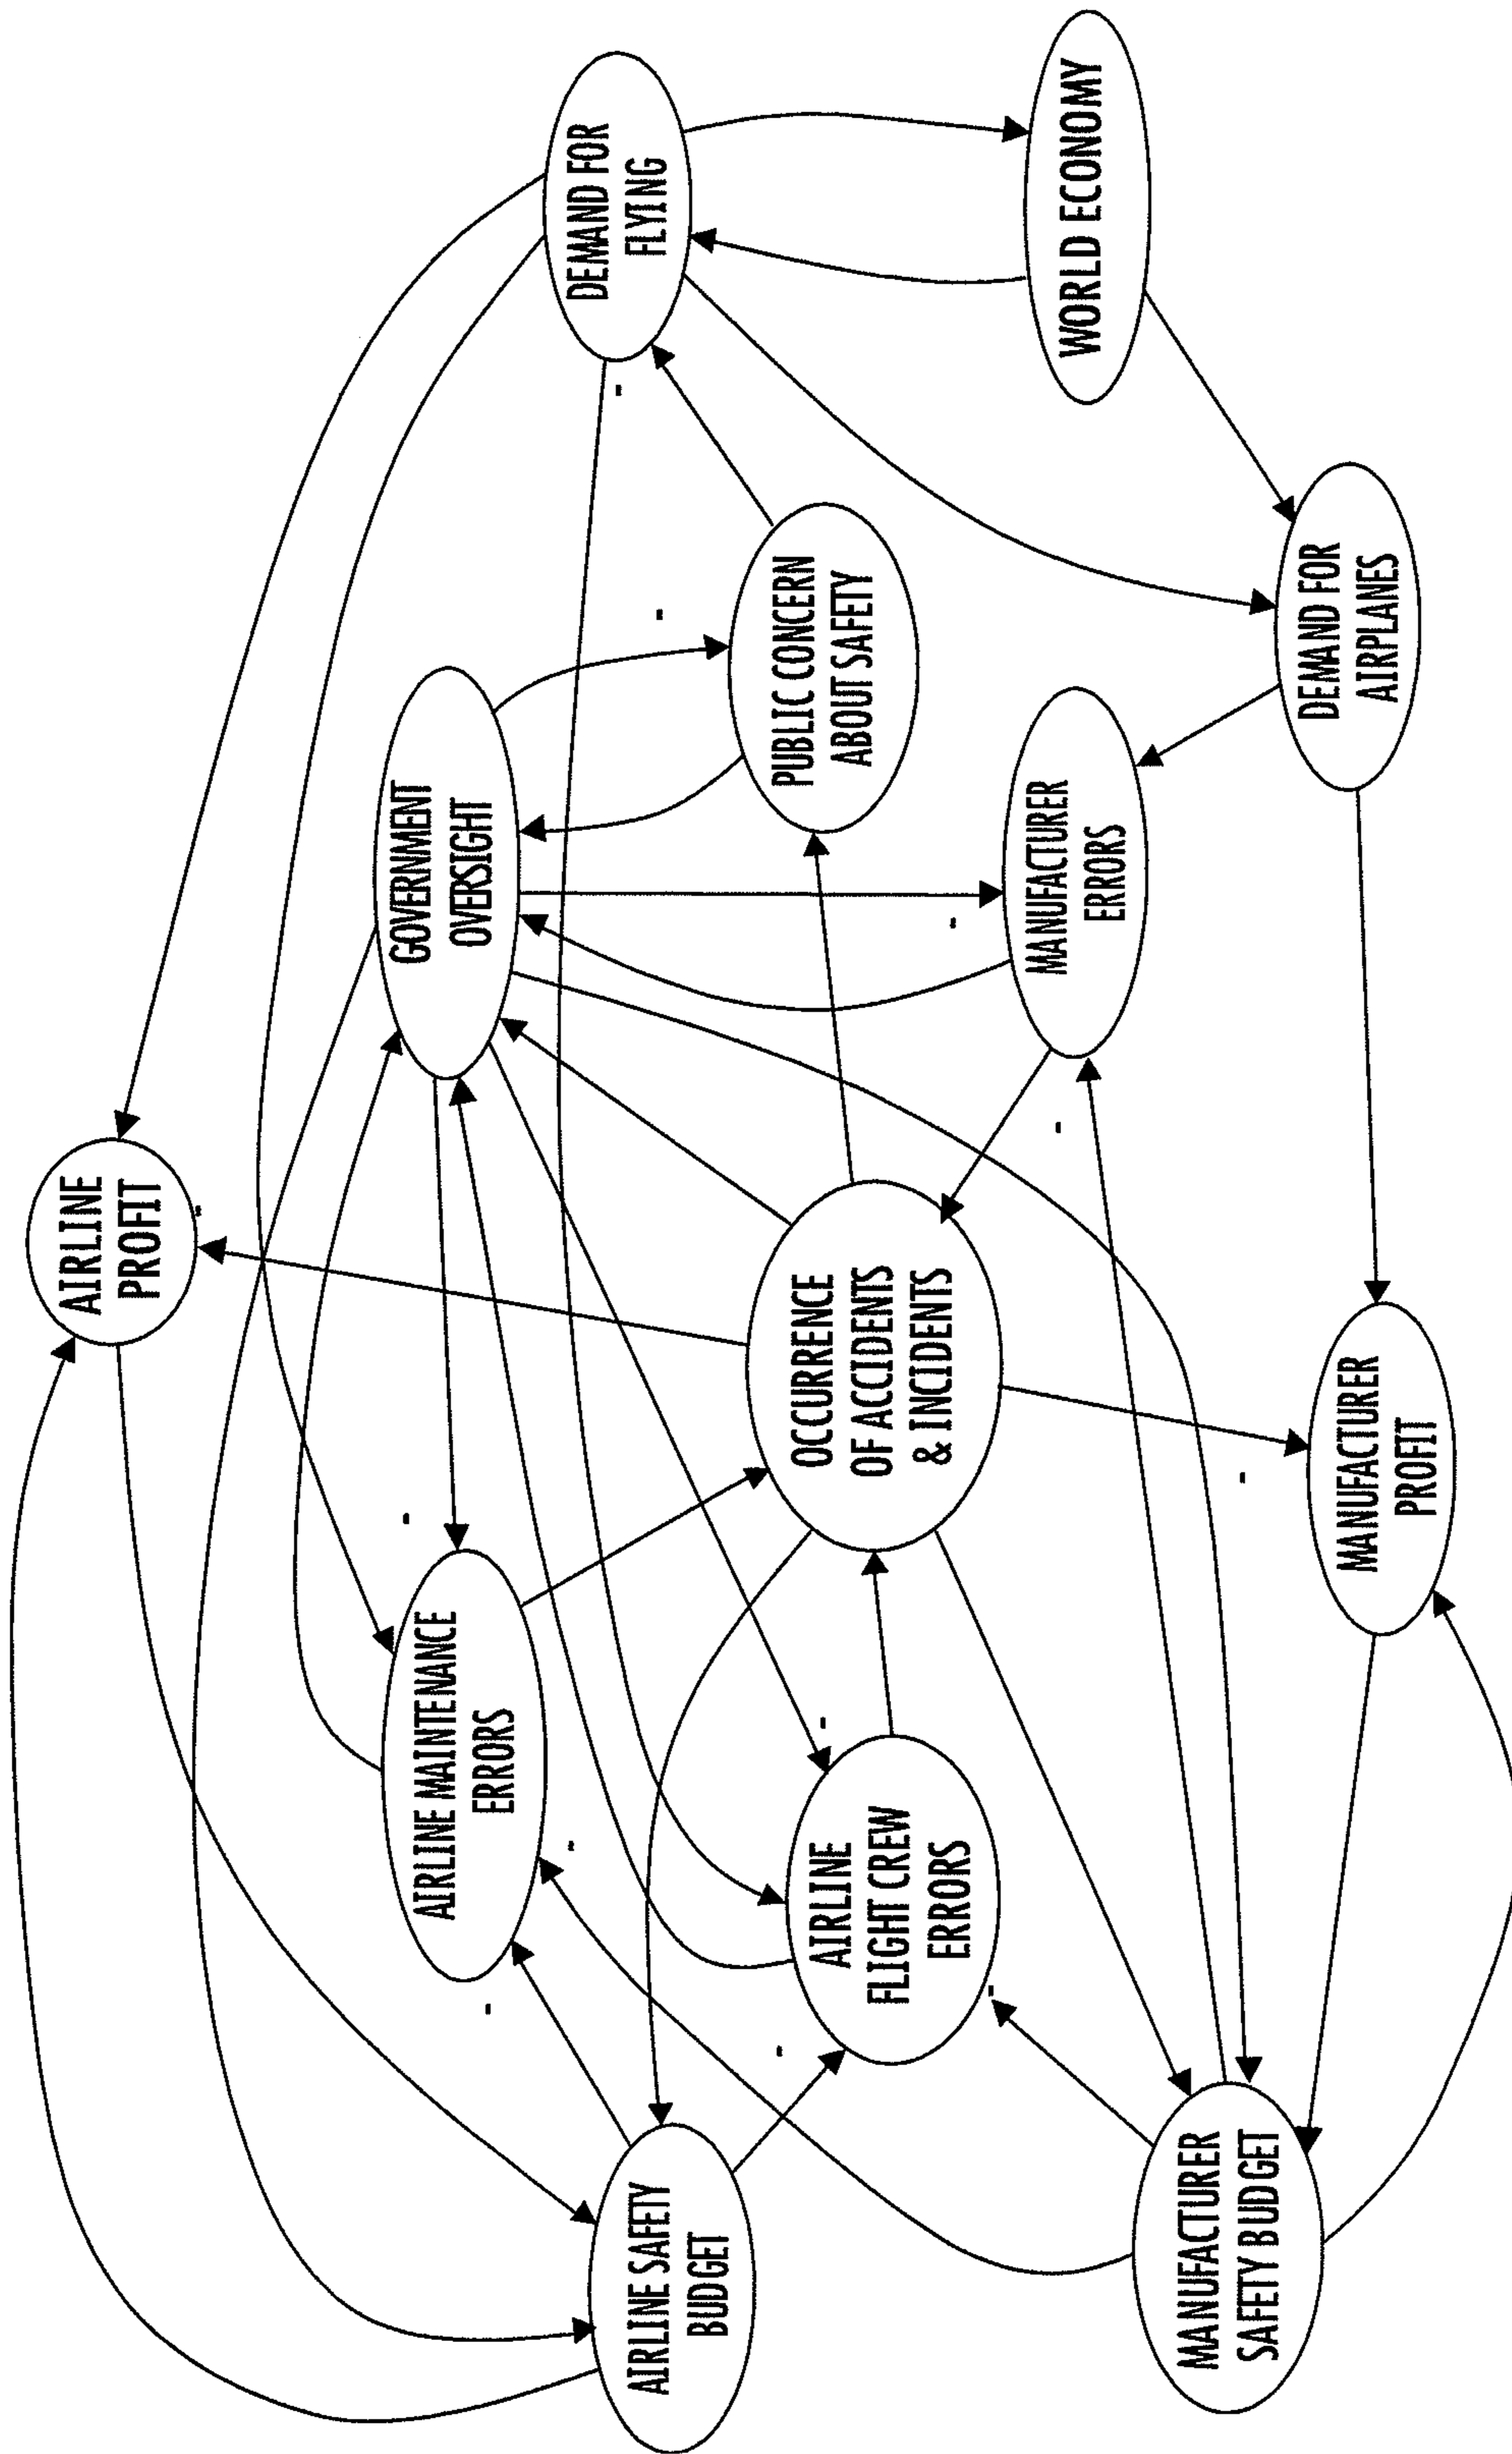 AIRLINE
PROFIT
DEMAND FOR
FLYING
GOVERNMENT
OVERSIGHT
AIRLINE MAINTENANCE
ERRORS
AIRLINE SAFETY
BUDGET
PUBLIC CONCERN
ABOUT SAFETY
OCCURRENCE
OF ACCIDENTS
& INCIDENTS
AIRLINE
FLIGHT CREW
ERRORS
WORLD ECONOMY
MANUFACTURER
ERRORS
MANUFACTURER
SAFETY BUDGET
DEMAND FOR
AIRPLANES
MANUFACTURER
PROFIT
-
-
-
-
-
-
-
-
-
-
-
-